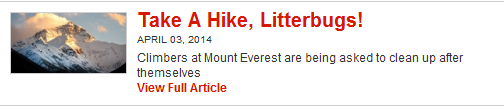 Take A Hike, Litterbugs!
APRIL 03, 2014
Climbers at Mount Everest are being asked to clean up after
themselves
View Full Article